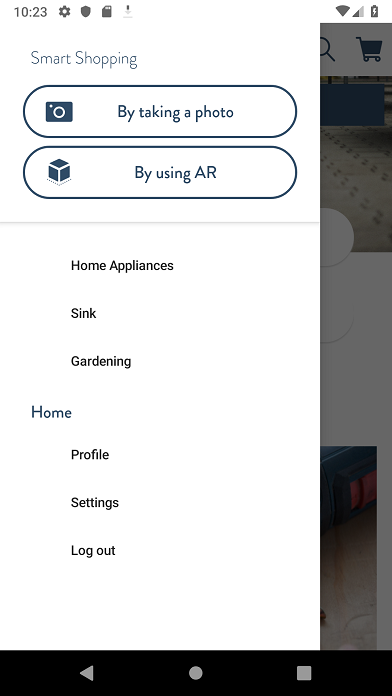 10:23
Smart Shopping
By taking a photo
By using AR
Home Appliances
Sink
Gardening
Home
Profile
Settings
Log out